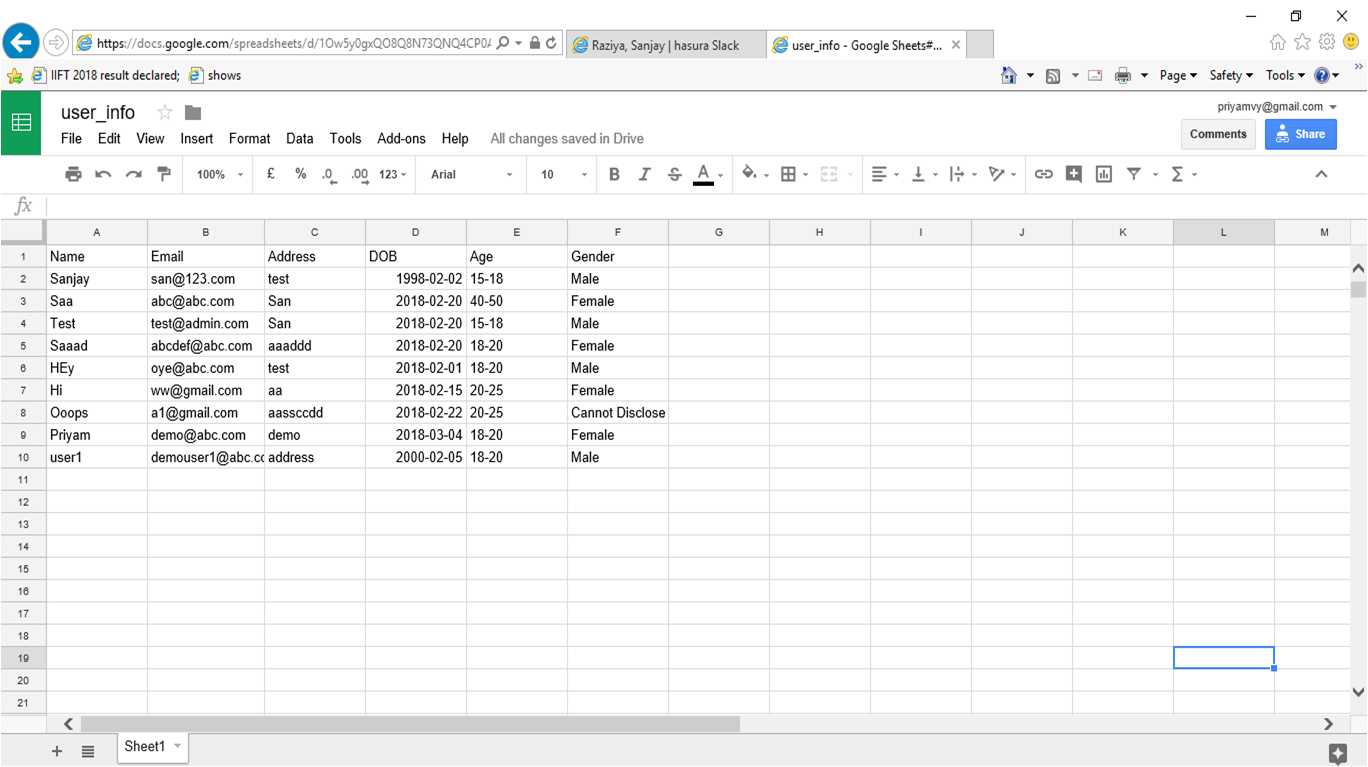 https://docs.google.com/spreadsheets/d/1Ow5y0gxQO8Q8N73QNQ4CP0 Raziya, Sanjay | hasura Slack user_info - Google Sheets#...
IIFT 2018 result declared; shows Page Safety Tools
user_info priyamvy@gmail.com
File Edit View Insert Format Data Tools Add-ons Help All changes saved in Drive Comments Share
100% £ % .0 .00 123 Arial 10 B I S A Σ
fx
A B C D E F G H I J K L M
1 Name Email Address DOB Age Gender
2 Sanjay san@123.com test 1998-02-02 15-18 Male
3 Saa abc@abc.com San 2018-02-20 40-50 Female
4 Test test@admin.com San 2018-02-20 15-18 Male
5 Saaad abcdef@abc.com aaaddd 2018-02-20 18-20 Female
6 HEy oye@abc.com test 2018-02-01 18-20 Male
7 Hi ww@gmail.com aa 2018-02-15 20-25 Female
8 Ooops a1@gmail.com aassccdd 2018-02-22 20-25 Cannot Disclose
9 Priyam demo@abc.com demo 2018-03-04 18-20 Female
10 user1 demouser1@abc.co address 2000-02-05 18-20 Male
11
12
13
14
15
16
17
18
19
20
21
Sheet1